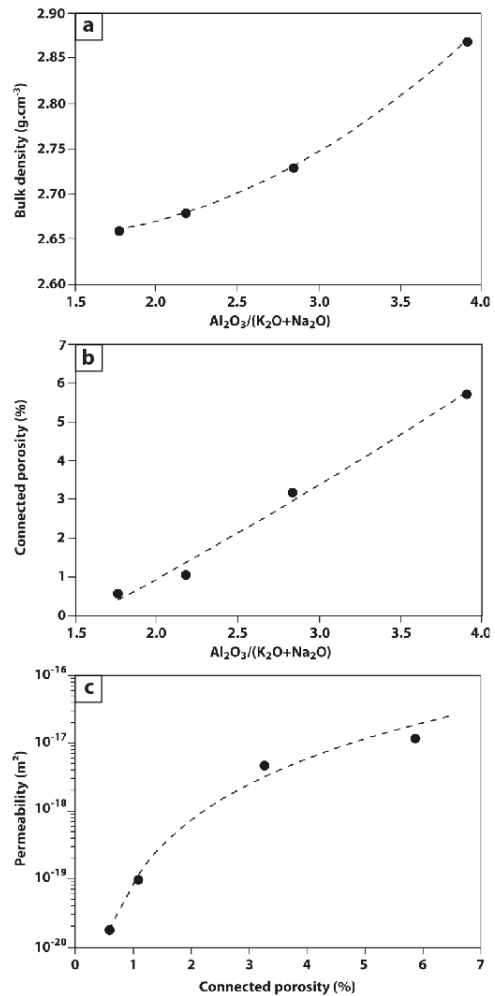 a
2.90
2.85
2.80
2.75
2.70
2.65
2.60
Bulk density (g.cm⁻³)
1.5 2.0 2.5 3.0 3.5 4.0
Al₂O₃/(K₂O+Na₂O)
b
7
6
5
4
3
2
1
0
Connected porosity (%)
1.5 2.0 2.5 3.0 3.5 4.0
Al₂O₃/(K₂O+Na₂O)
c
10⁻¹⁶
10⁻¹⁷
10⁻¹⁸
10⁻¹⁹
10⁻²⁰
Permeability (m²)
0 1 2 3 4 5 6 7
Connected porosity (%)